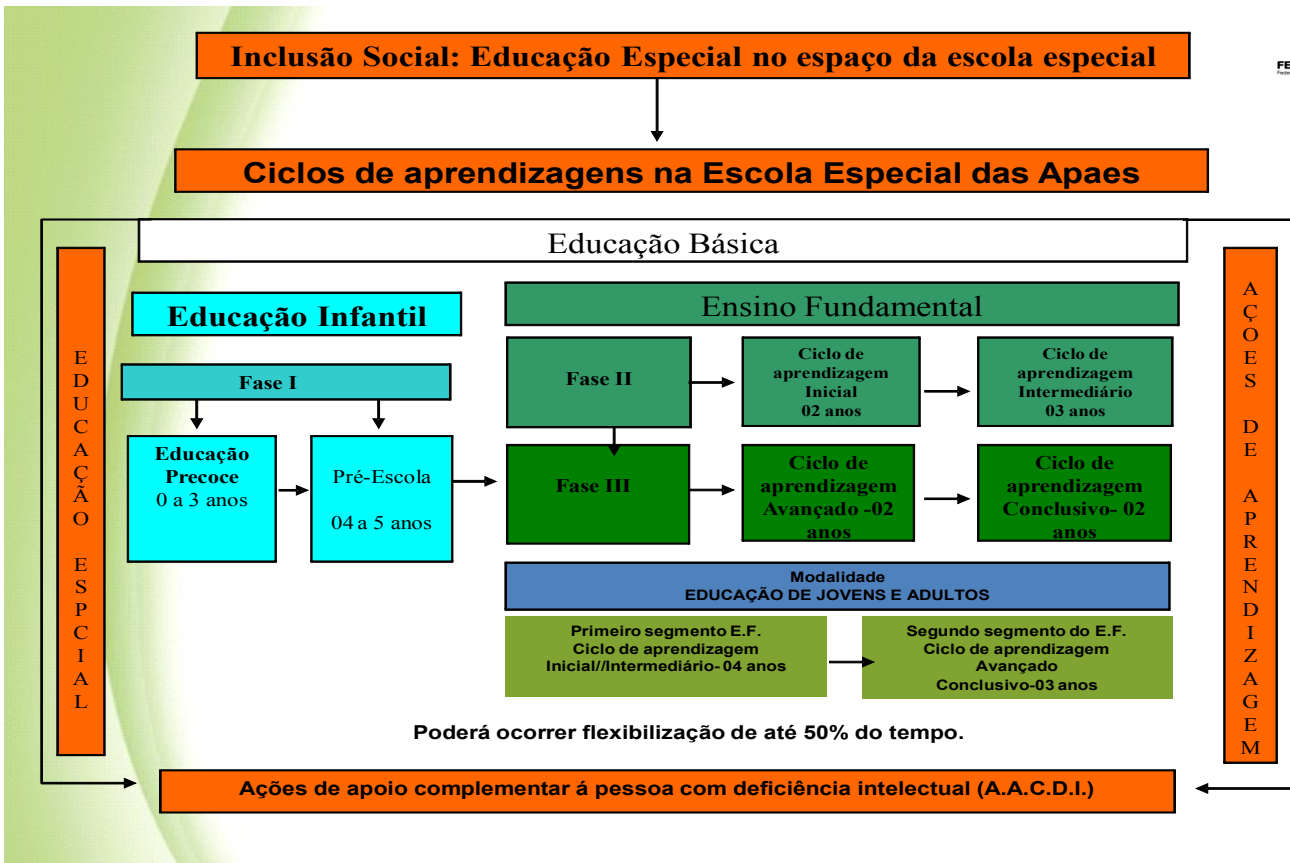 Inclusão Social: Educação Especial no espaço da escola especial
FE
Feder
Ciclos de aprendizagens na Escola Especial das Apaes
Educação Básica
EDUCAÇÃO ESPCIAL
Educação Infantil
Fase I
Educação
Precoce
0 a 3 anos
Pré-Escola
04 a 5 anos
Ensino Fundamental
Fase II
Ciclo de
aprendizagem
Inicial
02 anos
Ciclo de
aprendizagem
Intermediário
03 anos
Fase III
Ciclo de
aprendizagem
Avançado -02
anos
Ciclo de
aprendizagem
Conclusivo- 02
anos
Modalidade
EDUCAÇÃO DE JOVENS E ADULTOS
Primeiro segmento E.F.
Ciclo de aprendizagem
Inicial//Intermediário- 04 anos
Segundo segmento do E.F.
Ciclo de aprendizagem
Avançado
Conclusivo-03 anos
AÇOES DE APRENDIZAGEM
Poderá ocorrer flexibilização de até 50% do tempo.
Ações de apoio complementar á pessoa com deficiência intelectual (A.A.C.D.I.)